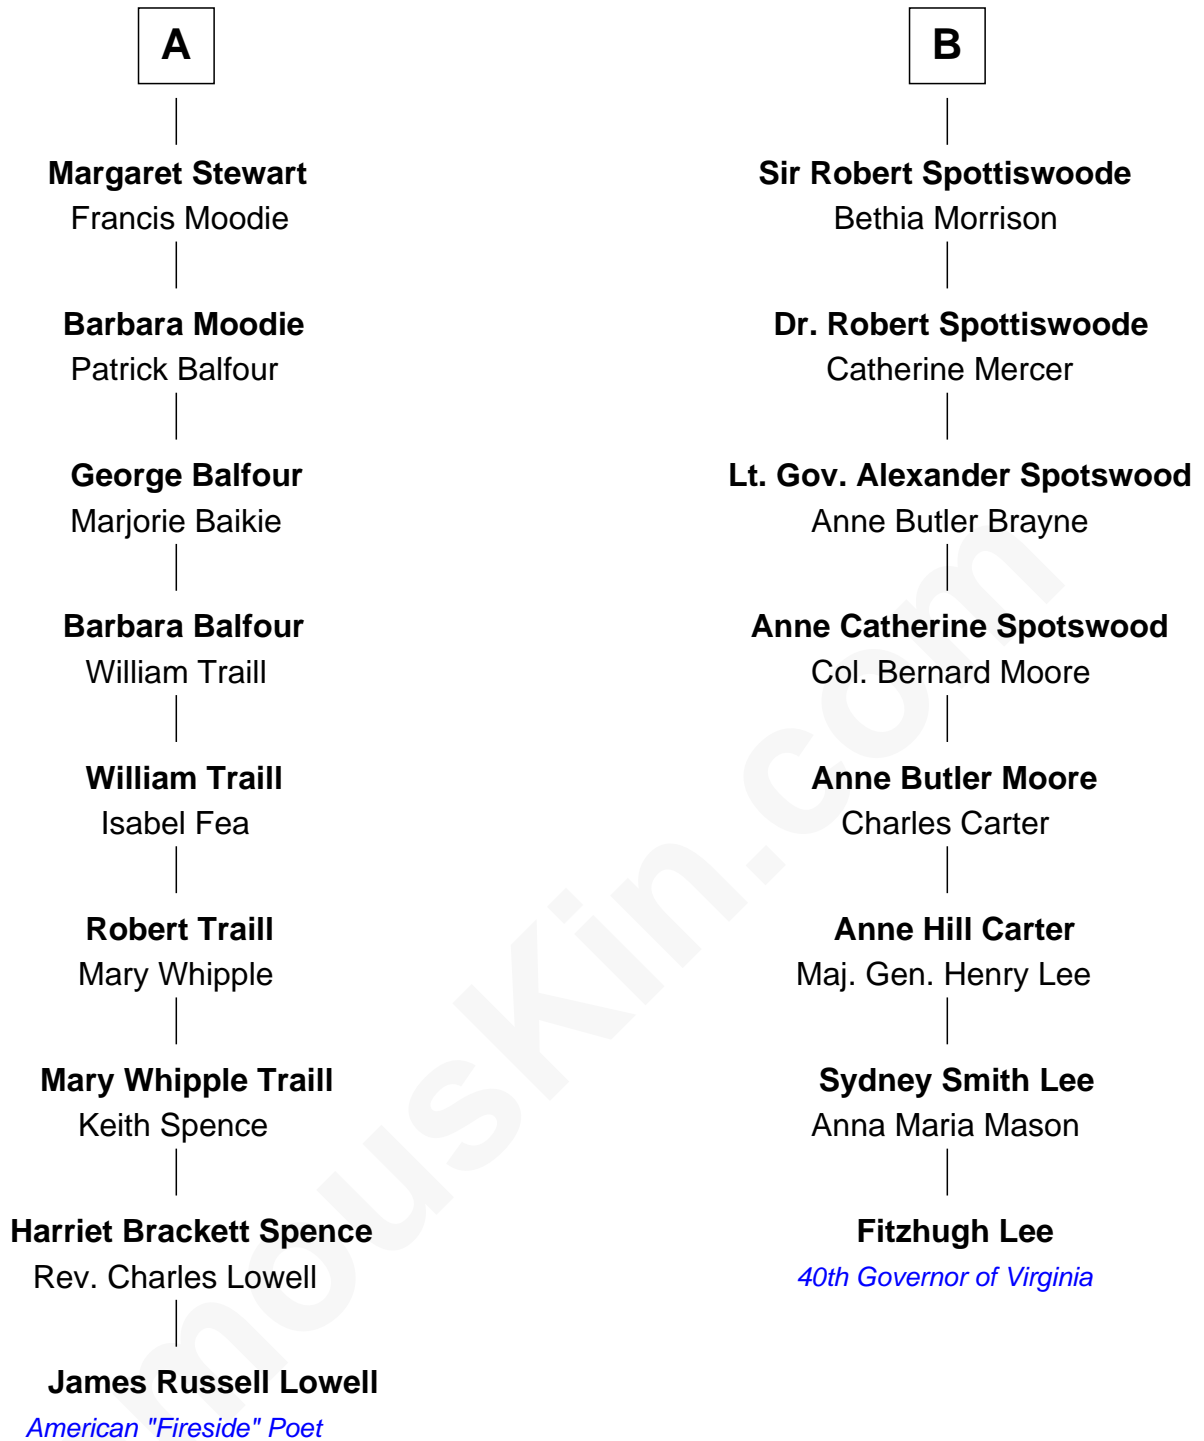 A
Margaret Stewart
Francis Moodie
Barbara Moodie
Patrick Balfour
George Balfour
Marjorie Baikie
Barbara Balfour
William Traill
William Traill
Isabel Fea
Robert Traill
Mary Whipple
Mary Whipple Traill
Keith Spence
Harriet Brackett Spence
Rev. Charles Lowell
James Russell Lowell
American "Fireside" Poet
B
Sir Robert Spottiswoode
Bethia Morrison
Dr. Robert Spottiswoode
Catherine Mercer
Lt. Gov. Alexander Spotswood
Anne Butler Brayne
Anne Catherine Spotswood
Col. Bernard Moore
Anne Butler Moore
Charles Carter
Anne Hill Carter
Maj. Gen. Henry Lee
Sydney Smith Lee
Anna Maria Mason
Fitzhugh Lee
40th Governor of Virginia
mousKin.com